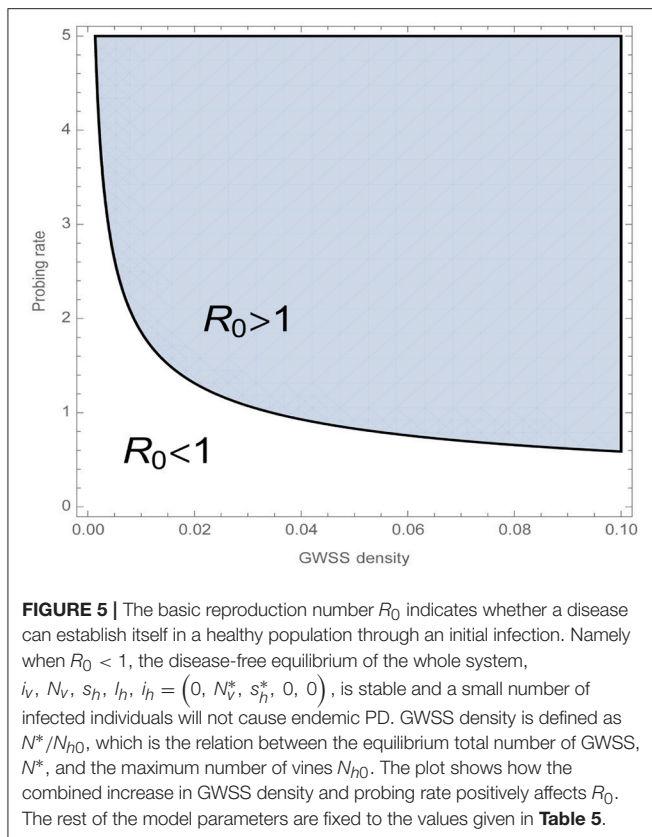 5
4
3
2
1
0
Probing rate
R₀>1
R₀<1
0.00 0.02 0.04 0.06 0.08 0.10
GWSS density
FIGURE 5 | The basic reproduction number R₀ indicates whether a disease
can establish itself in a healthy population through an initial infection. Namely
when R₀ < 1, the disease-free equilibrium of the whole system,
iᵥ, Nᵥ, sₕ, lₕ, iₕ = (0, Nᵥ*, sₕ*, 0, 0), is stable and a small number of
infected individuals will not cause endemic PD. GWSS density is defined as
N*/Nₕ₀, which is the relation between the equilibrium total number of GWSS,
N*, and the maximum number of vines Nₕ₀. The plot shows how the
combined increase in GWSS density and probing rate positively affects R₀.
The rest of the model parameters are fixed to the values given in Table 5.